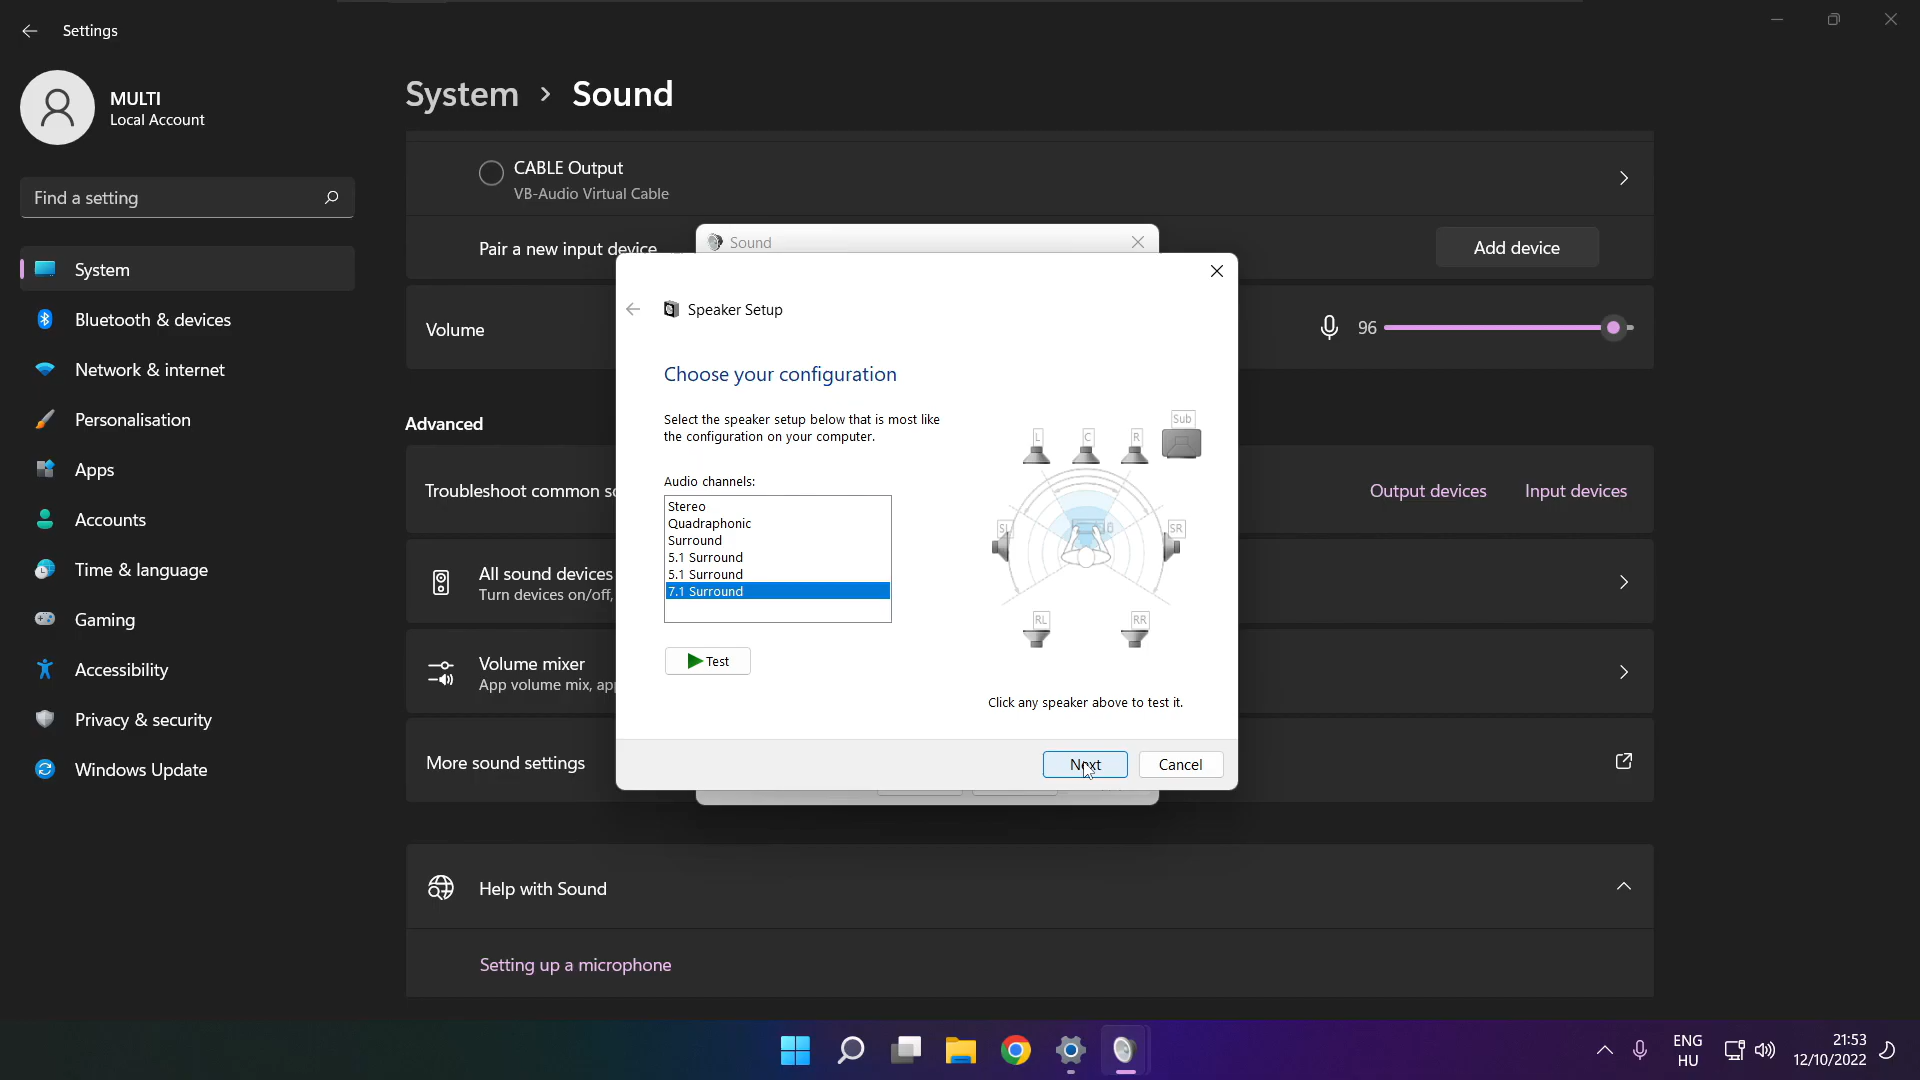 Settings
MULTI
Local Account
Find a setting
System
Bluetooth & devices
Network & internet
Personalisation
Apps
Accounts
Time & language
Gaming
Accessibility
Privacy & security
Windows Update
System › Sound
CABLE Output
VB-Audio Virtual Cable
Pair a new input device
Add device
Volume
96
Advanced
Troubleshoot common so
Output devices
Input devices
All sound devices
Turn devices on/off,
Volume mixer
App volume mix, app
More sound settings
Help with Sound
Setting up a microphone
Sound
Speaker Setup
Choose your configuration
Select the speaker setup below that is most like
the configuration on your computer.
Audio channels:
Stereo
Quadraphonic
Surround
5.1 Surround
5.1 Surround
7.1 Surround
Test
L
C
R
Sub
SL
SR
RL
RR
Click any speaker above to test it.
Next
Cancel
ENG
HU
21:53
12/10/2022